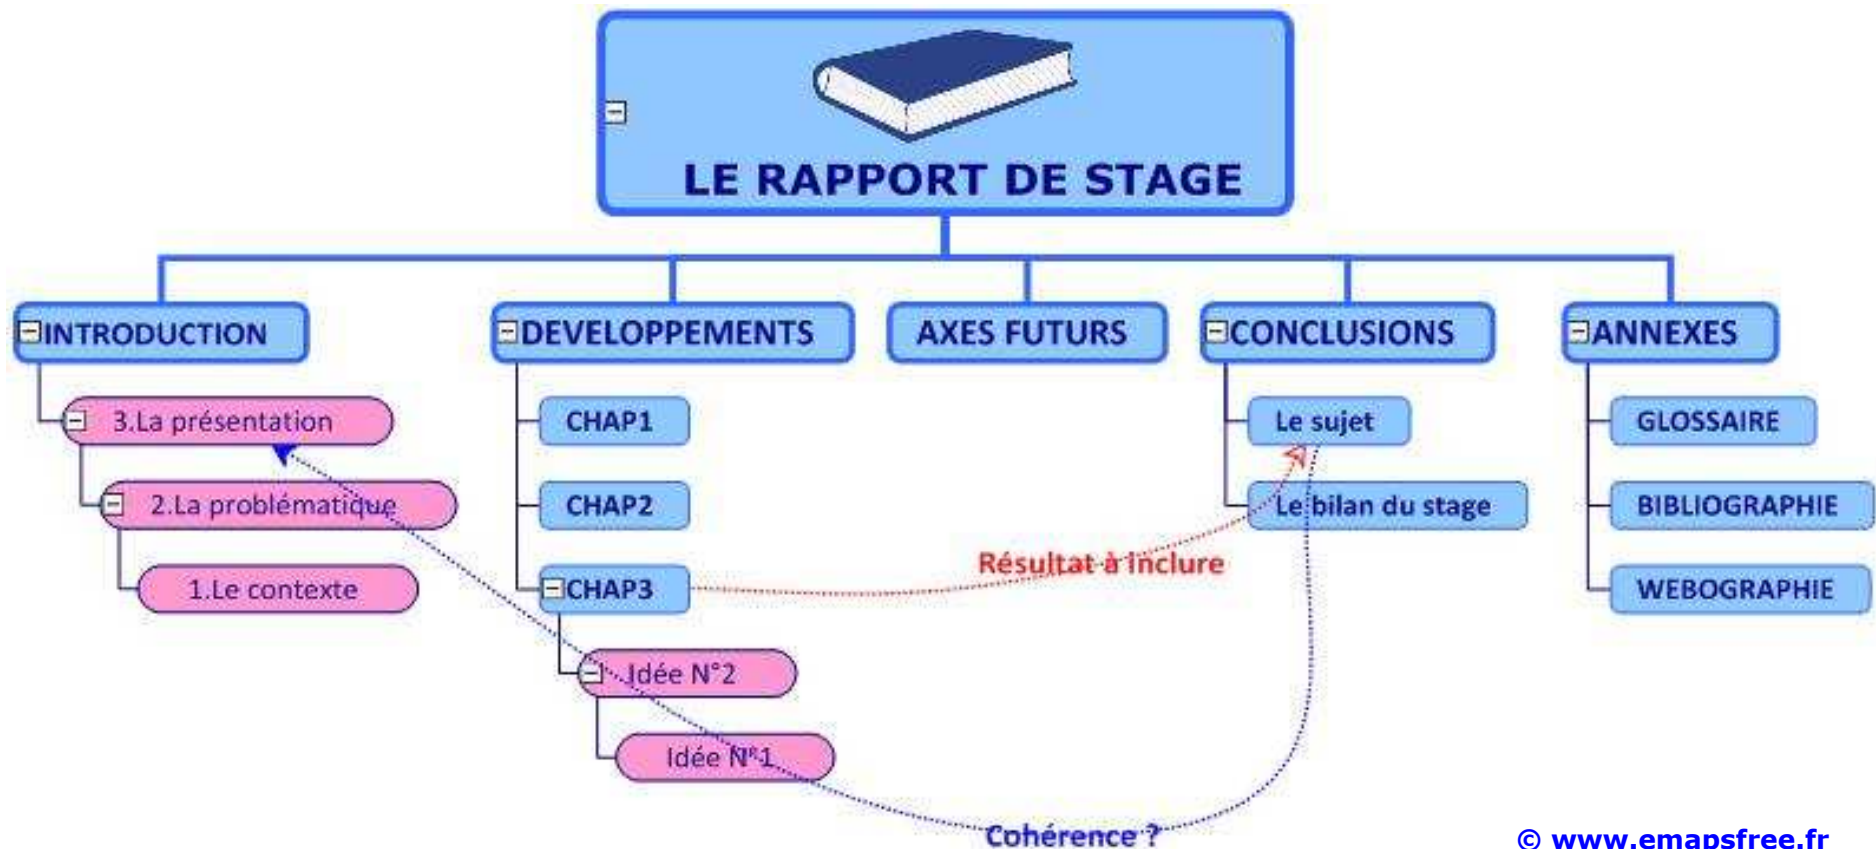 LE RAPPORT DE STAGE
INTRODUCTION
DEVELOPPEMENTS
AXES FUTURS
CONCLUSIONS
ANNEXES
3.La présentation
CHAP1
Le sujet
GLOSSAIRE
2.La problématique
CHAP2
Le bilan du stage
BIBLIOGRAPHIE
Résultat à inclure
1.Le contexte
CHAP3
WEBOGRAPHIE
Idée N°2
Idée N°1
Cohérence ?
© www.emapsfree.fr